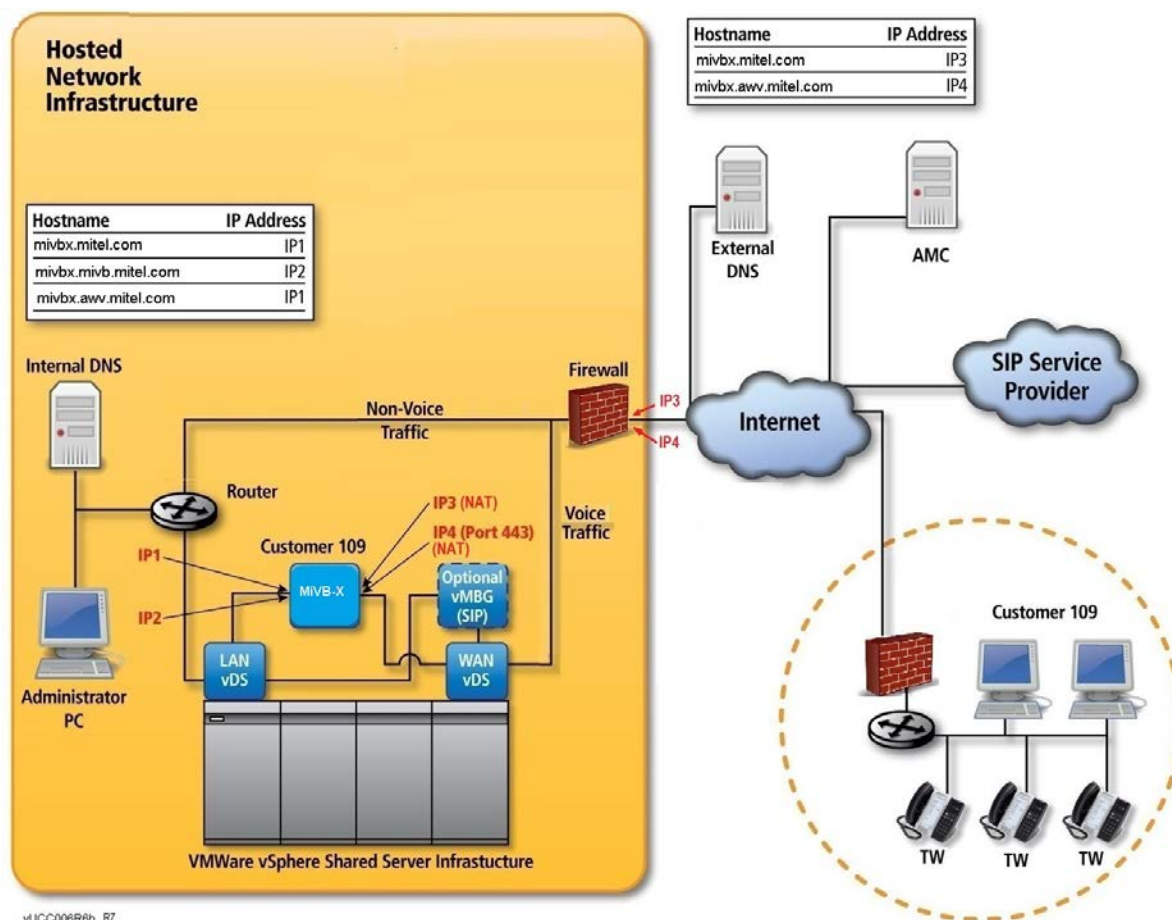 Hosted
Network
Infrastructure
Hostname IP Address
mivbx.mitel.com IP3
mivbx.awv.mitel.com IP4
Hostname IP Address
mivbx.mitel.com IP1
mivbx.mivb.mitel.com IP2
mivbx.awv.mitel.com IP1
External
DNS
AMC
SIP Service
Provider
Internal DNS
Firewall
Non-Voice
Traffic
IP3
IP4
Internet
Router
IP3 (NAT)
IP4 (Port 443)
(NAT)
Voice
Traffic
IP1
IP2
Customer 109
MiVB-X
Optional
vMBG
(SIP)
LAN
vDS
WAN
vDS
Administrator
PC
Customer 109
TW
TW
TW
VMWare vSphere Shared Server Infrastucture
vUCC006R6b_R7